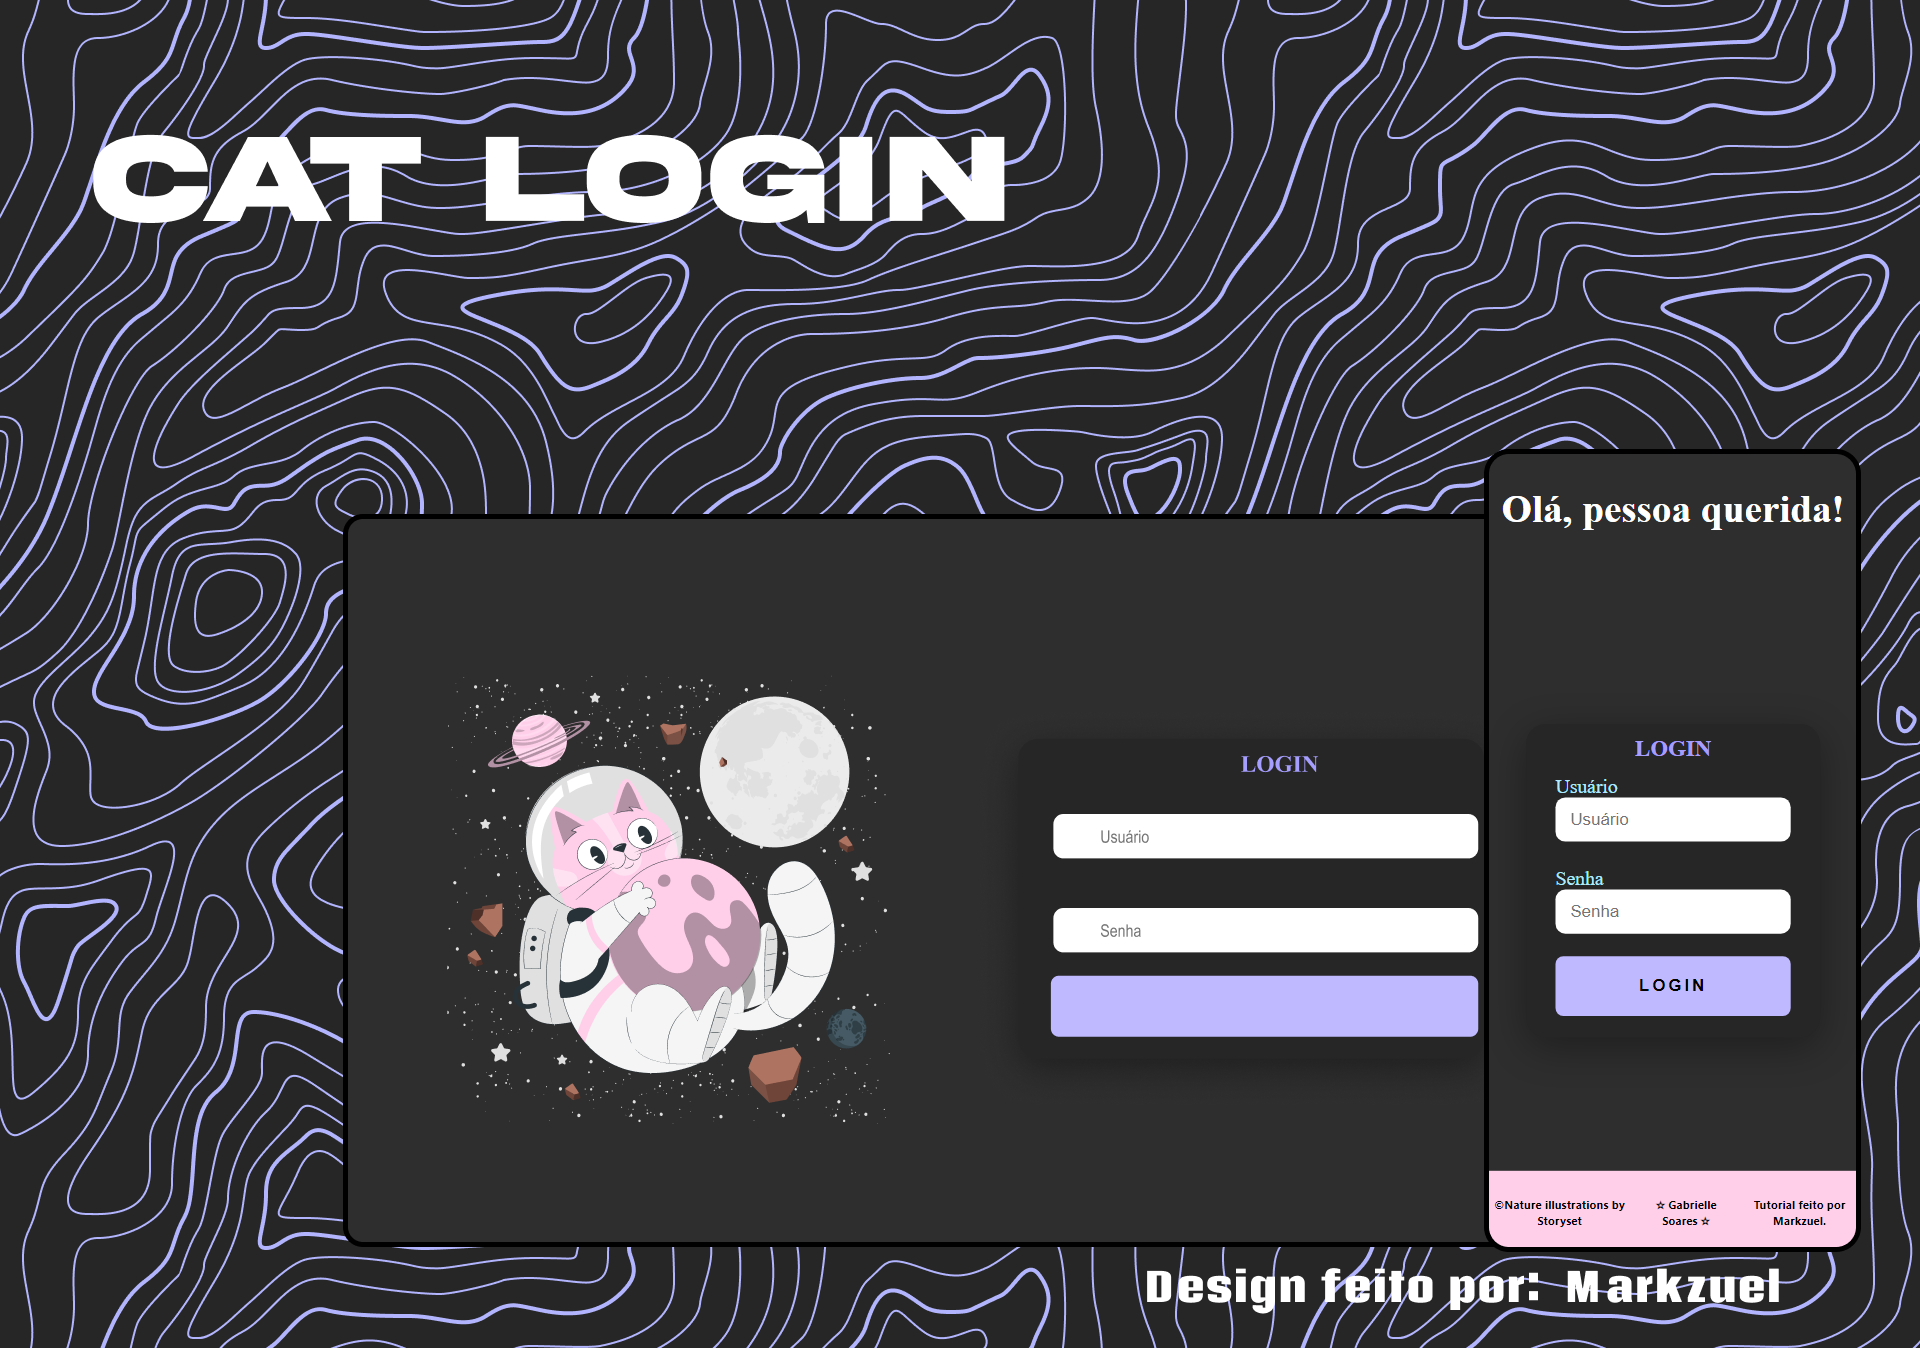 CAT LOGIN
Olá, pessoa querida!
LOGIN
Usuário
Senha
LOGIN
Usuário
Usuário
Senha
Senha
LOGIN
©Nature illustrations by
Storyset
☆ Gabrielle
Soares ☆
Tutorial feito por
Markzuel.
Design feito por: Markzuel